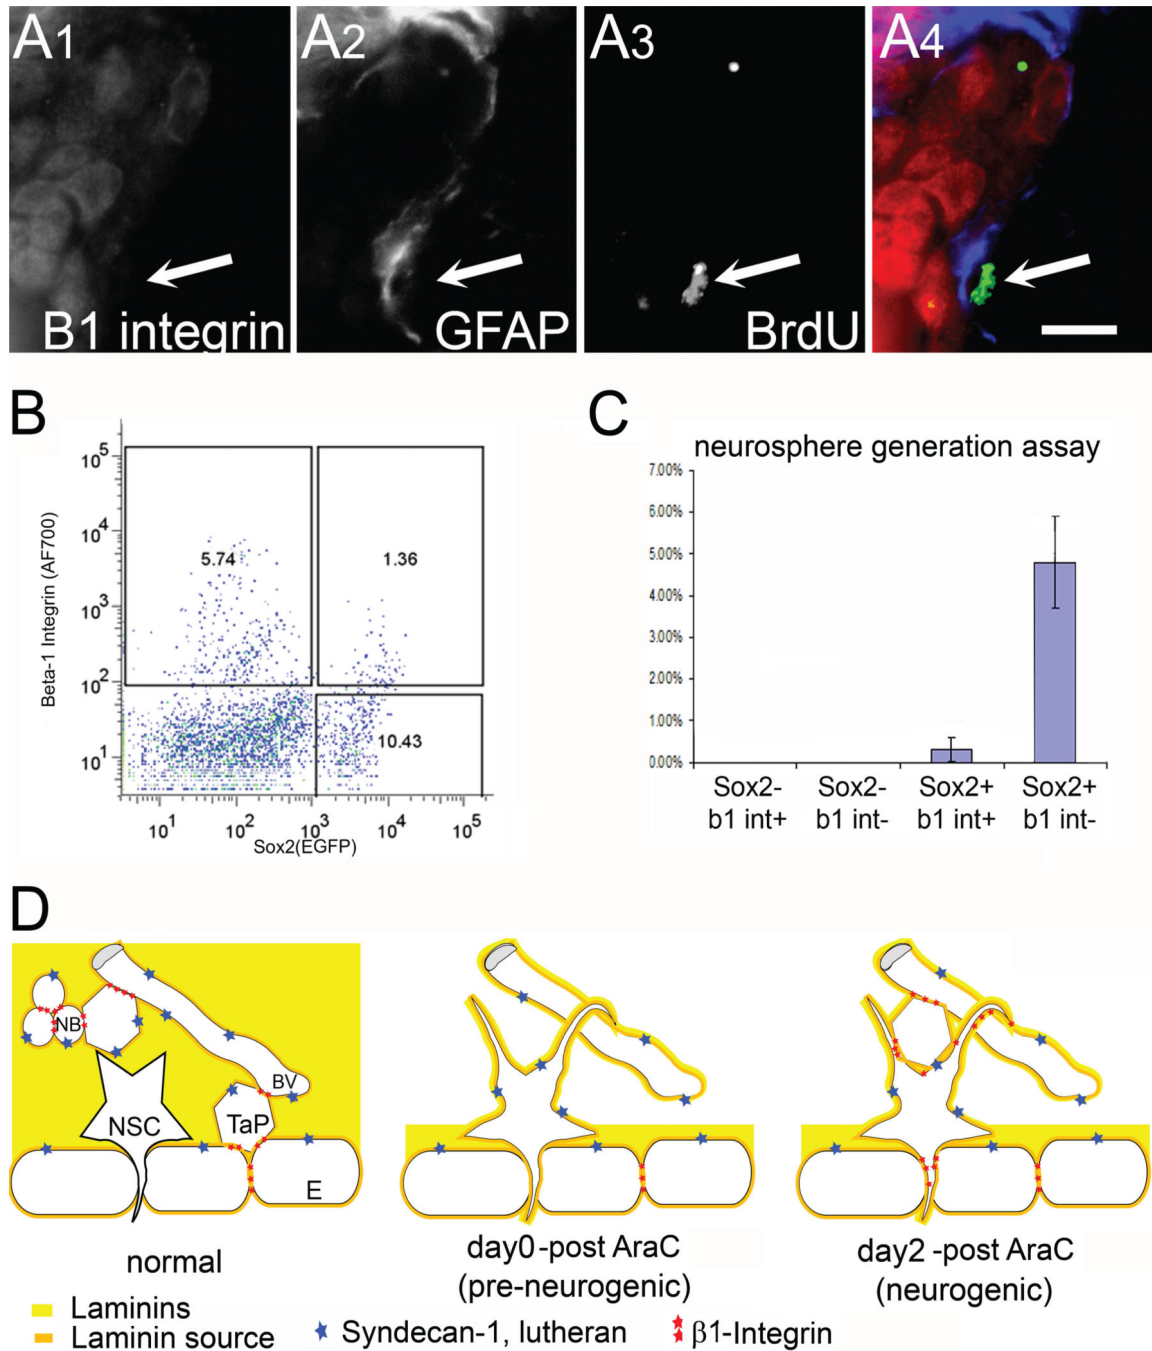 A1
A2
A3
A4
B1 integrin
GFAP
BrdU
B
C
neurosphere generation assay
Beta-1 Integrin (AF700)
10^5
10^4
10^3
10^2
10^1
5.74
1.36
10.43
10^1 10^2 10^3 10^4 10^5
Sox2(EGFP)
7.00%
6.00%
5.00%
4.00%
3.00%
2.00%
1.00%
0.00%
Sox2- Sox2- Sox2+ Sox2+
b1 int+ b1 int- b1 int+ b1 int-
D
NB
BV
NSC
TaP
E
normal
day0-post AraC
(pre-neurogenic)
day2 -post AraC
(neurogenic)
Laminins
Laminin source
Syndecan-1, lutheran
β1-Integrin